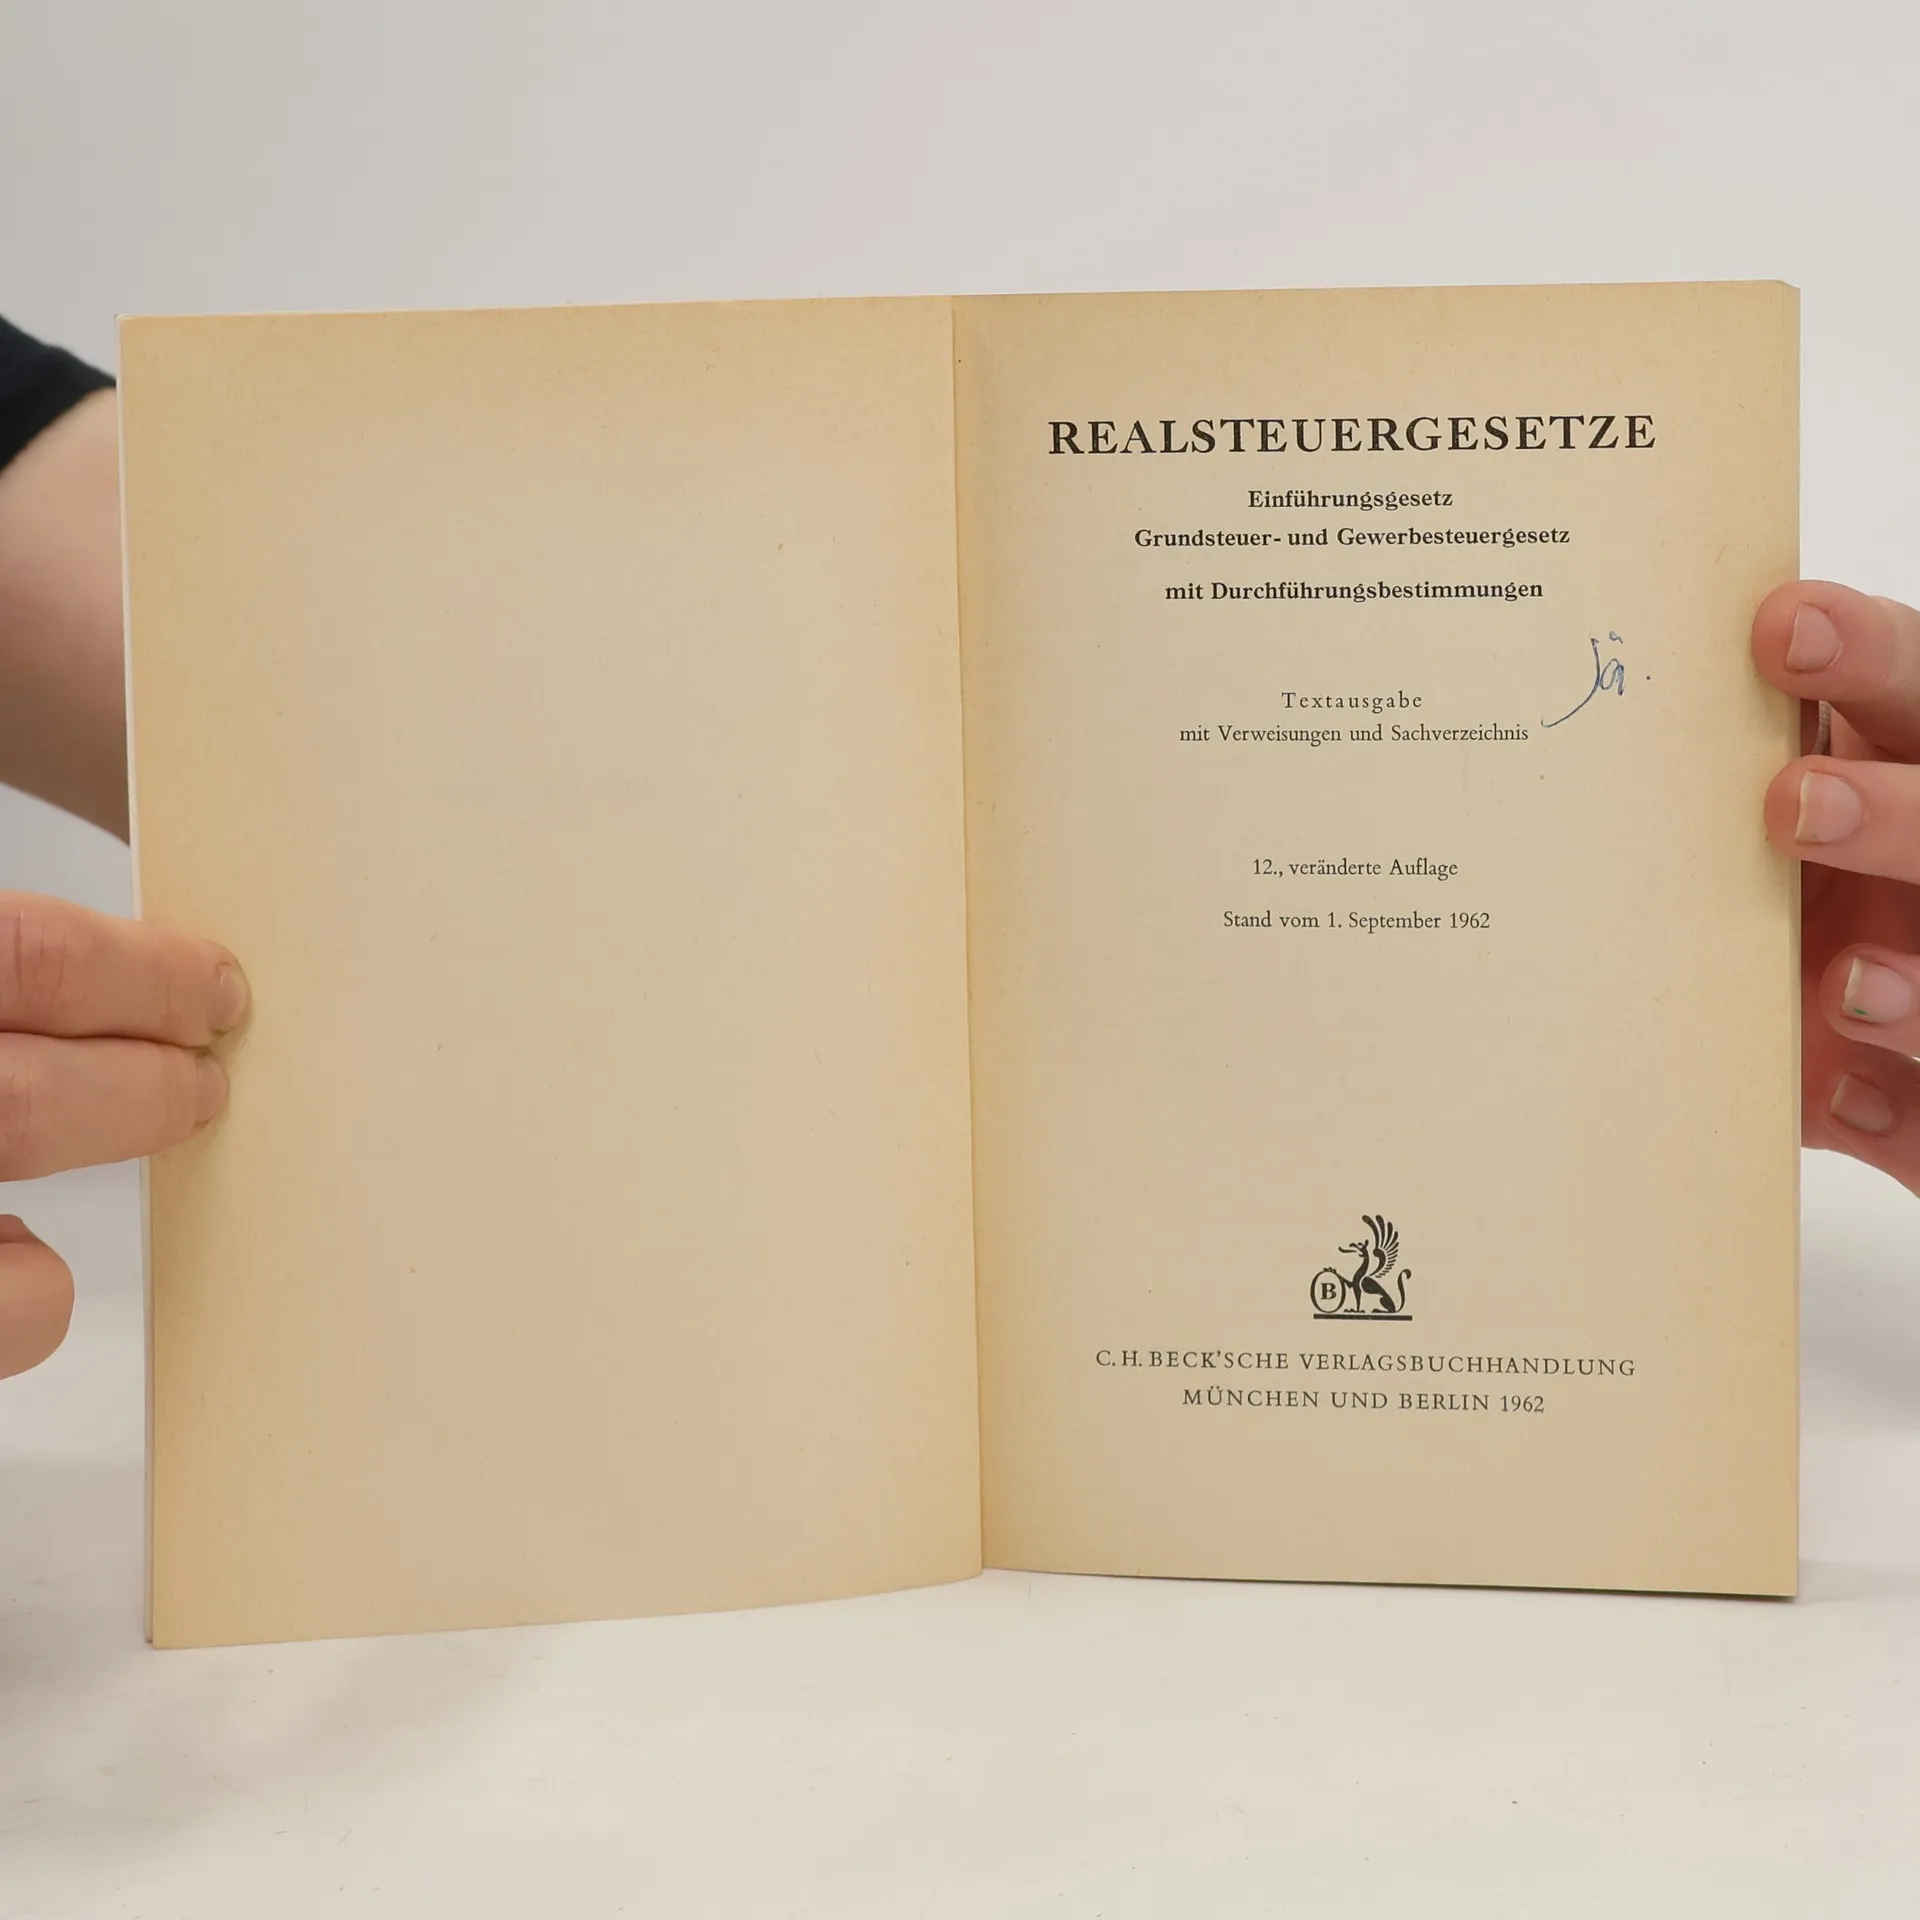 REALSTEUERGESETZE
Einführungsgesetz
Grundsteuer- und Gewerbesteuergesetz
mit Durchführungsbestimmungen
Textausgabe
mit Verweisungen und Sachverzeichnis
12., veränderte Auflage
Stand vom 1. September 1962
B
C. H. BECK'SCHE VERLAGSBUCHHANDLUNG
MÜNCHEN UND BERLIN 1962